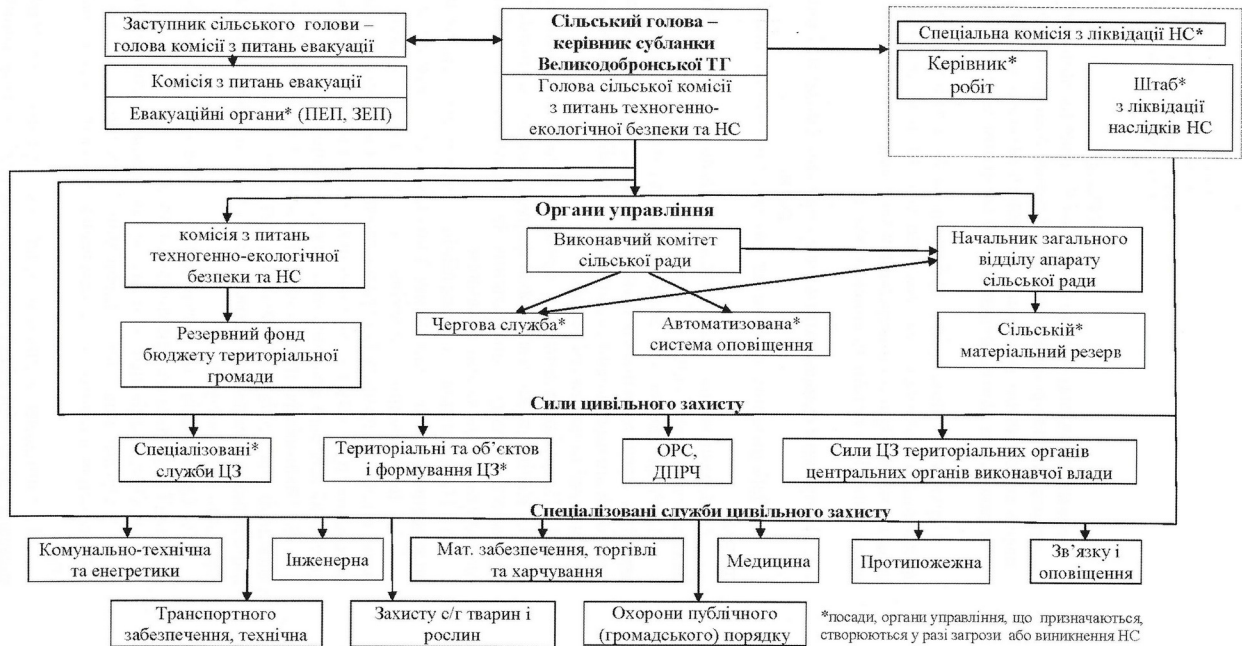 Заступник сільського голови –
голова комісії з питань евакуації
Комісія з питань евакуації
Евакуаційні органи* (ПЕП, ЗЕП)
Сільський голова –
керівник субланки
Великодобронської ТГ
Голова сільської комісії
з питань техногенно-
екологічної безпеки та НС
Спеціальна комісія з ліквідації НС*
Керівник*
робіт
Штаб*
з ліквідації
наслідків НС
Органи управління
комісія з питань
техногенно-екологічної
безпеки та НС
Виконавчий комітет
сільської ради
Начальник загального
відділу апарату
сільської ради
Резервний фонд
бюджету територіальної
громади
Чергова служба*
Автоматизована*
система оповіщення
Сільській*
матеріальний резерв
Сили цивільного захисту
Спеціалізовані*
служби ЦЗ
Територіальні та об’єктов
і формування ЦЗ*
ОРС,
ДПРЧ
Сили ЦЗ територіальних органів
центральних органів виконавчої влади
Спеціалізовані служби цивільного захисту
Комунально-технічна
та енергетики
Інженерна
Мат. забезпечення, торгівлі
та харчування
Медицина
Протипожежна
Зв’язку і
оповіщення
Транспортного
забезпечення, технічна
Захисту с/г тварин і
рослин
Охорони публічного
(громадського) порядку
*посади, органи управління, що призначаються,
створюються у разі загрози або виникнення НС